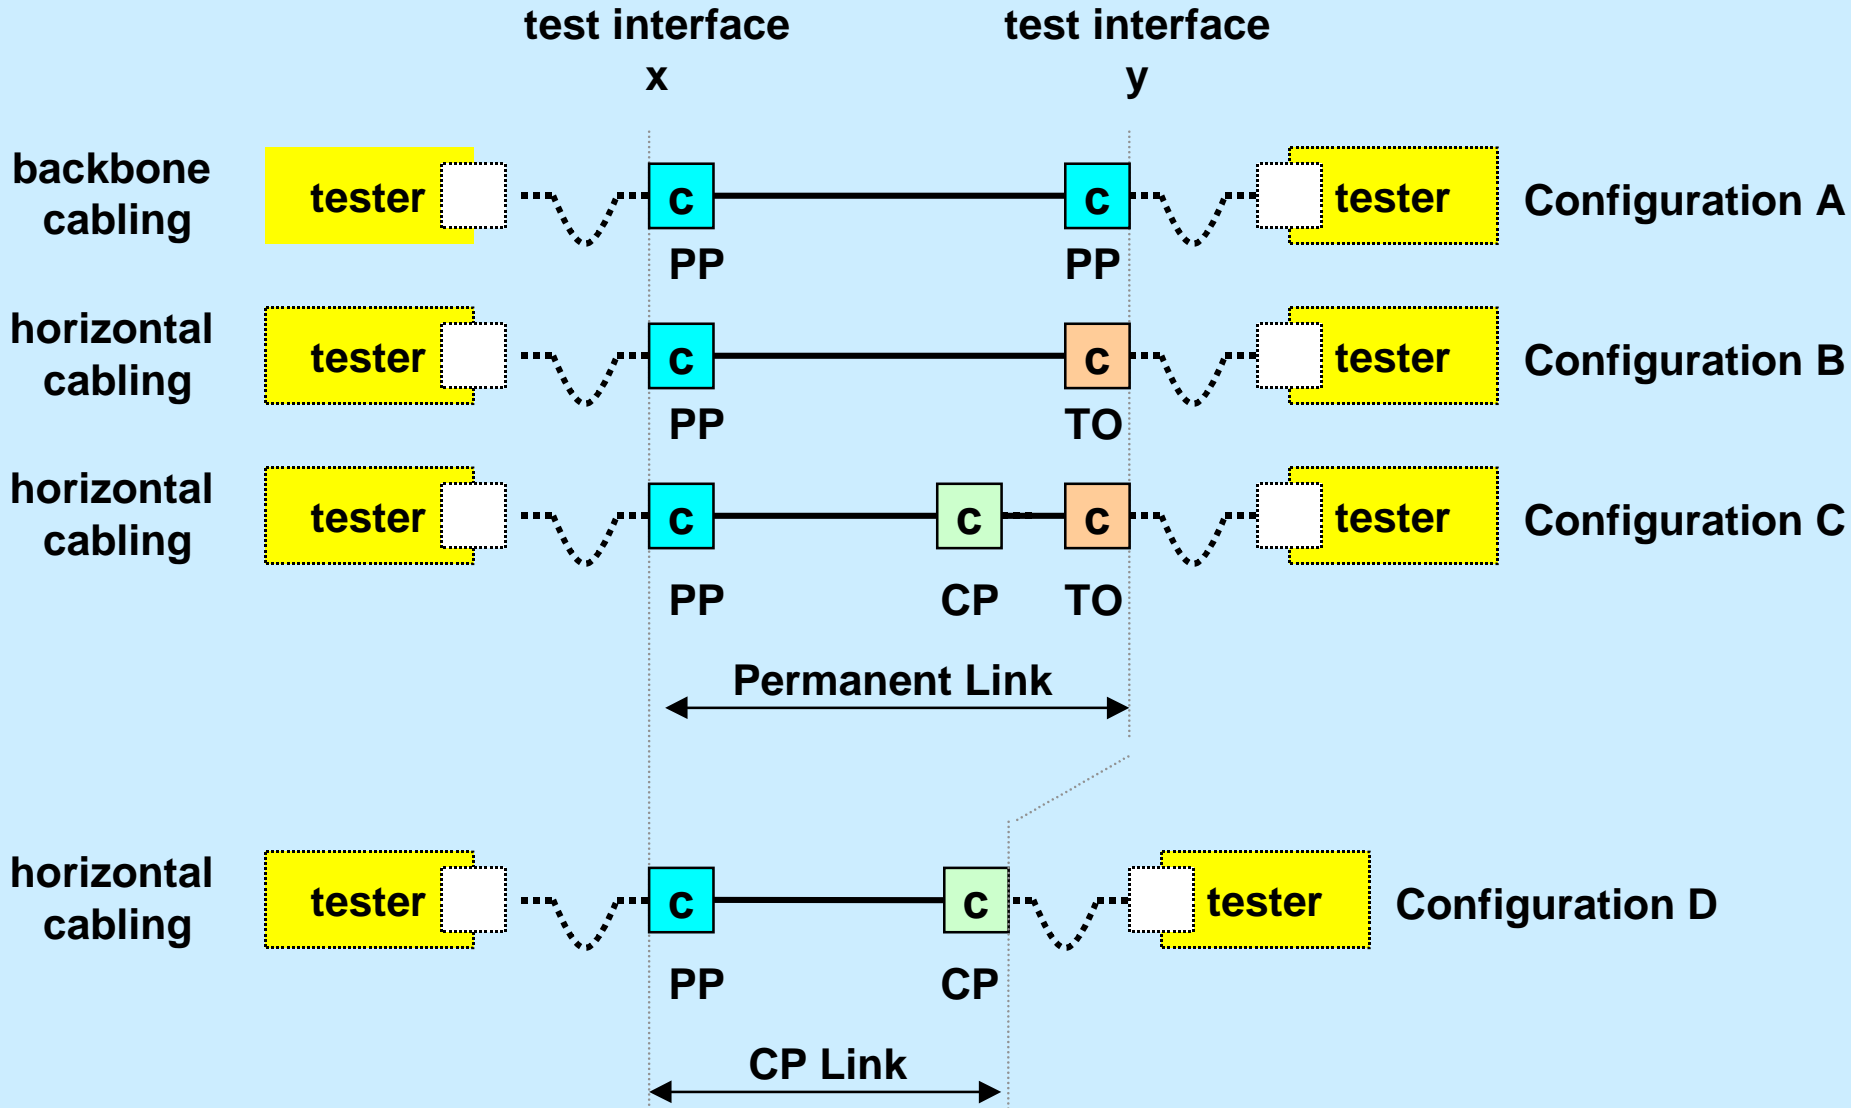 test interface
x
test interface
y
backbone
cabling
tester
c
c
tester
Configuration A
PP
PP
horizontal
cabling
tester
c
c
tester
Configuration B
PP
TO
horizontal
cabling
tester
c
c
c
tester
Configuration C
PP
CP
TO
Permanent Link
horizontal
cabling
tester
c
c
tester
Configuration D
PP
CP
CP Link